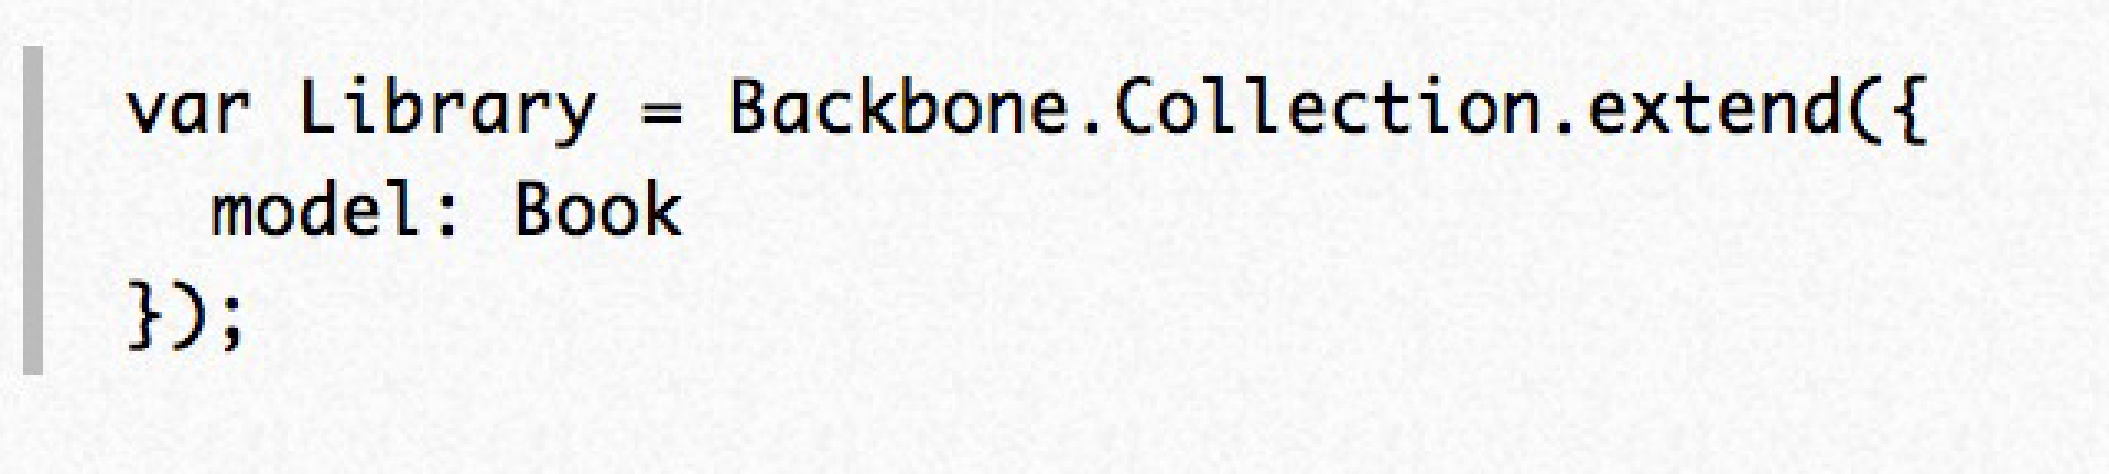 var Library = Backbone.Collection.extend({
  model: Book
});